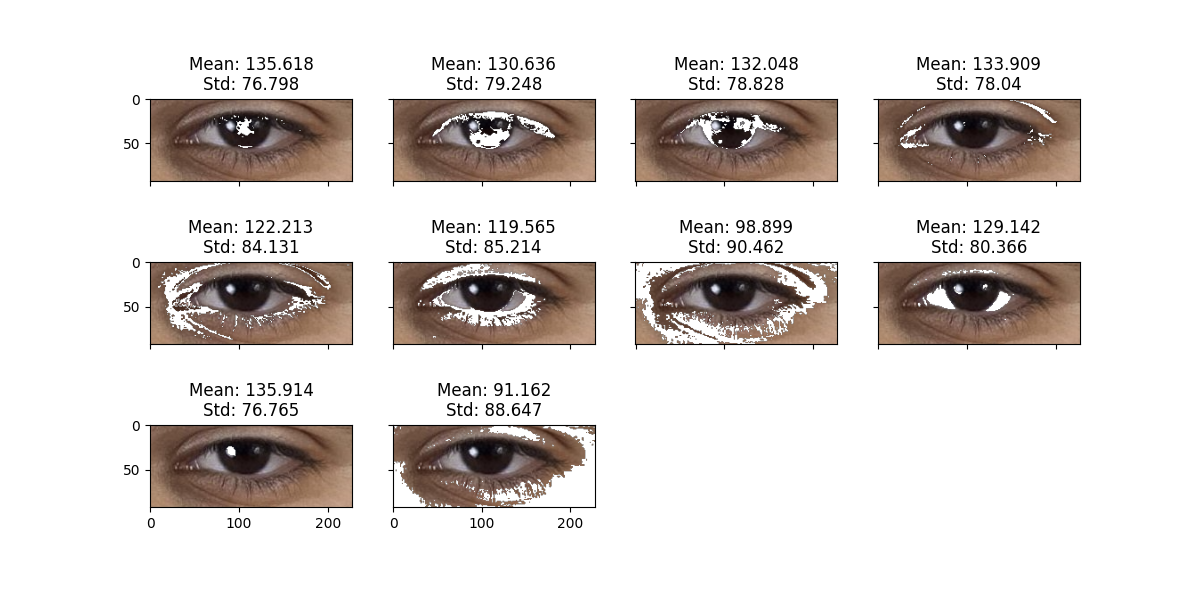 Mean: 135.618
Std: 76.798
Mean: 130.636
Std: 79.248
Mean: 132.048
Std: 78.828
Mean: 133.909
Std: 78.04
0
50
Mean: 122.213
Std: 84.131
Mean: 119.565
Std: 85.214
Mean: 98.899
Std: 90.462
Mean: 129.142
Std: 80.366
0
50
Mean: 135.914
Std: 76.765
Mean: 91.162
Std: 88.647
0
50
0 100 200
0 100 200